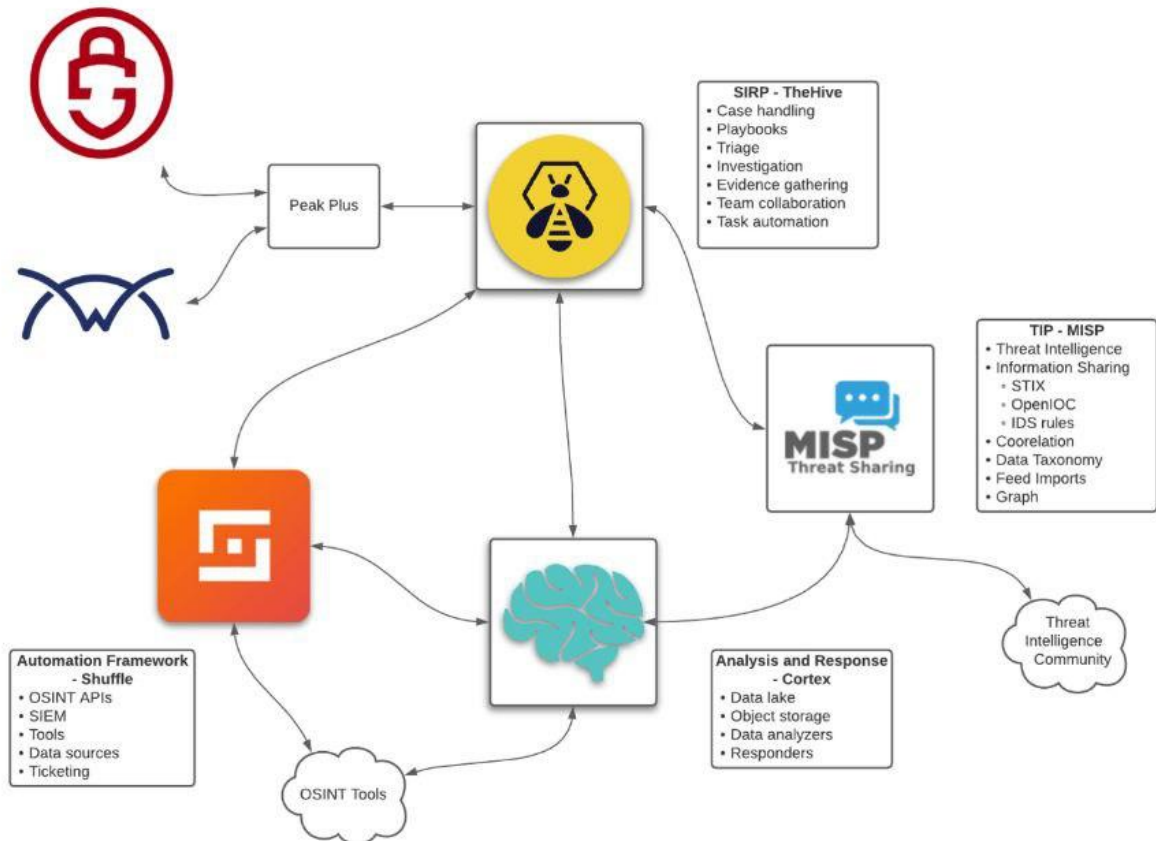 SIRP - TheHive
• Case handling
• Playbooks
• Triage
• Investigation
• Evidence gathering
• Team collaboration
• Task automation
Peak Plus
TIP - MISP
• Threat Intelligence
• Information Sharing
◦ STIX
◦ OpenIOC
◦ IDS rules
• Coorelation
• Data Taxonomy
• Feed Imports
• Graph
MISP
Threat Sharing
Threat
Intelligence
Community
Automation Framework
- Shuffle
• OSINT APIs
• SIEM
• Tools
• Data sources
• Ticketing
Analysis and Response
- Cortex
• Data lake
• Object storage
• Data analyzers
• Responders
OSINT Tools